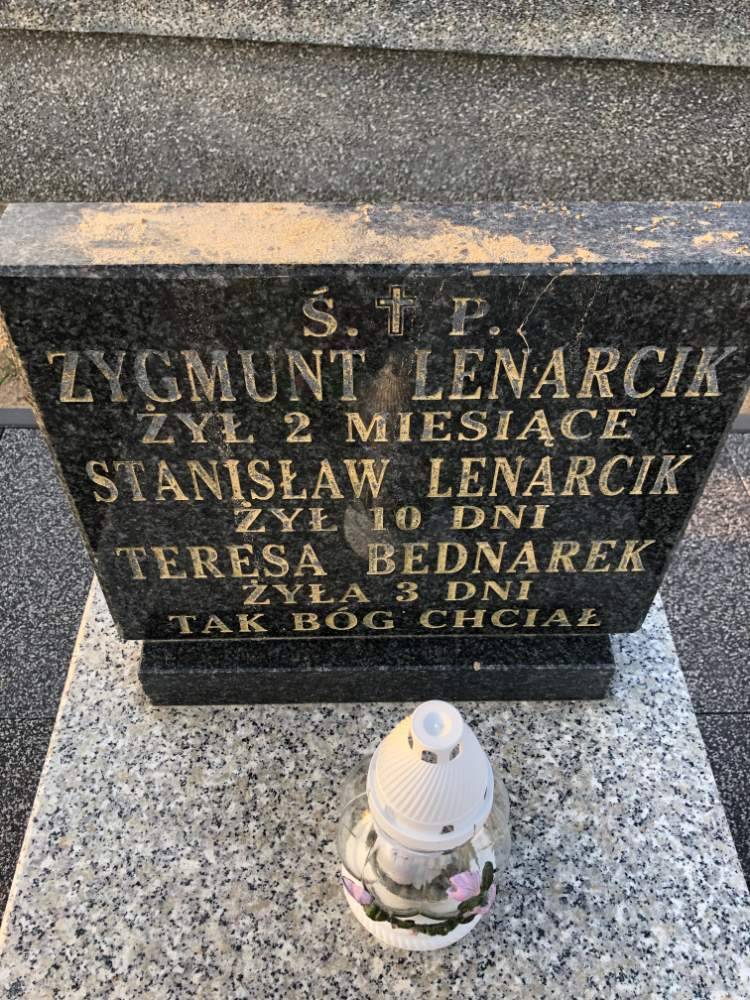 Ś. † P.
ZYGMUNT LENARCIK
ŻYŁ 2 MIESIĄCE
STANISŁAW LENARCIK
ŻYŁ 10 DNI
TERESA BEDNAREK
ŻYŁA 3 DNI
TAK BÓG CHCIAŁ